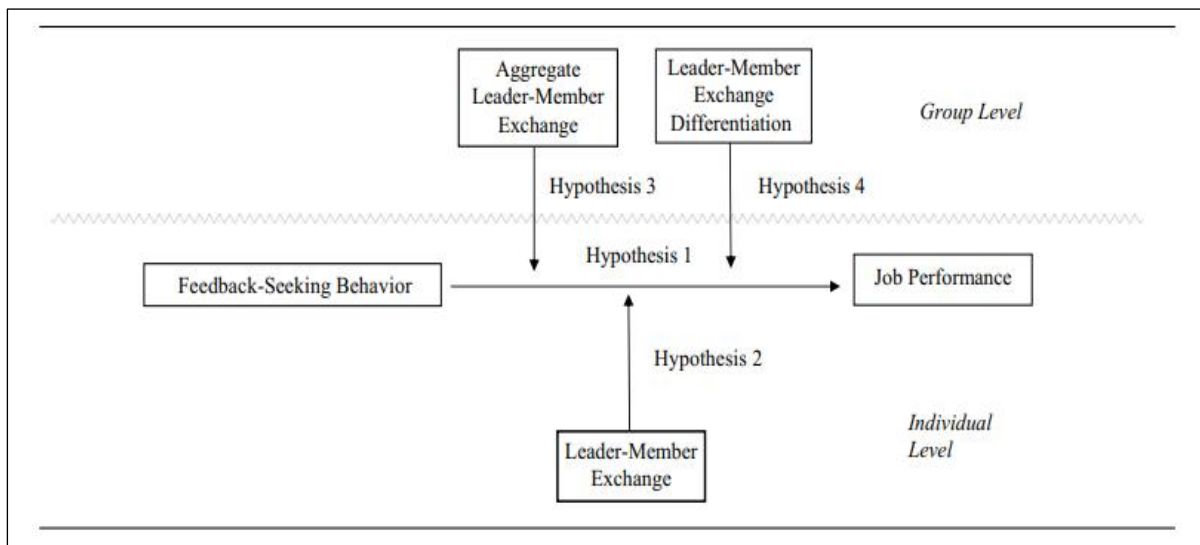 Aggregate
Leader-Member
Exchange
Leader-Member
Exchange
Differentiation
Group Level
Hypothesis 3
Hypothesis 4
Hypothesis 1
Feedback-Seeking Behavior
Job Performance
Hypothesis 2
Individual
Level
Leader-Member
Exchange